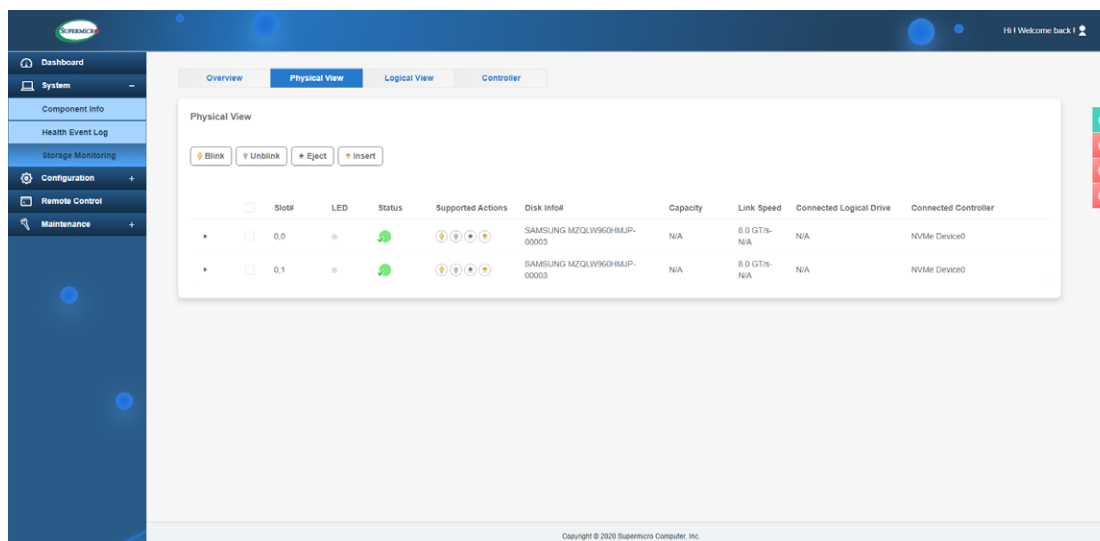 SUPERMICRO
Hi ! Welcome back !
Dashboard
System −
Component Info
Health Event Log
Storage Monitoring
Configuration +
Remote Control
Maintenance +
Overview Physical View Logical View Controller
Physical View
Blink Unblink Eject Insert
Slot# LED Status Supported Actions Disk Info# Capacity Link Speed Connected Logical Drive Connected Controller
0,0 SAMSUNG MZQLW960HMJP-00003 N/A 8.0 GT/s-N/A N/A NVMe Device0
0,1 SAMSUNG MZQLW960HMJP-00003 N/A 8.0 GT/s-N/A N/A NVMe Device0
Copyright © 2020 Supermicro Computer, Inc.